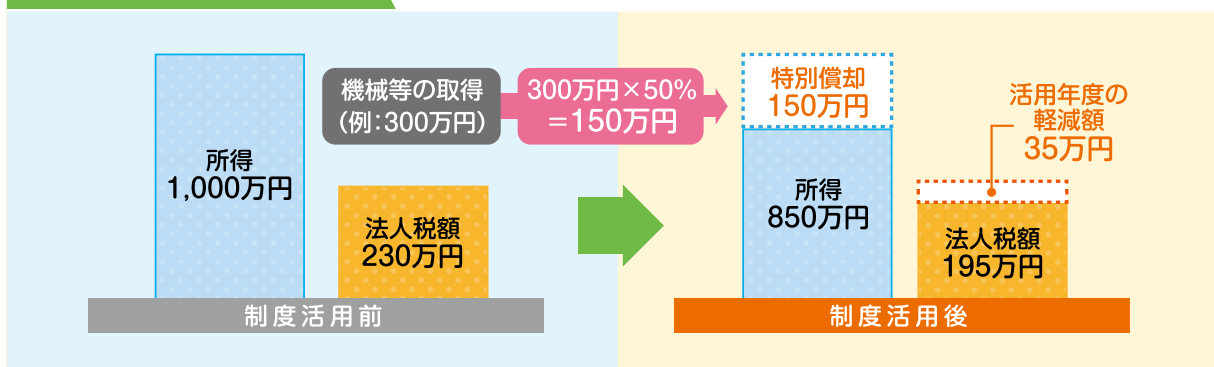 所得
1,000万円
法人税額
230万円
制度活用前
機械等の取得
（例：300万円）
300万円×50%
＝150万円
特別償却
150万円
所得
850万円
活用年度の
軽減額
35万円
法人税額
195万円
制度活用後